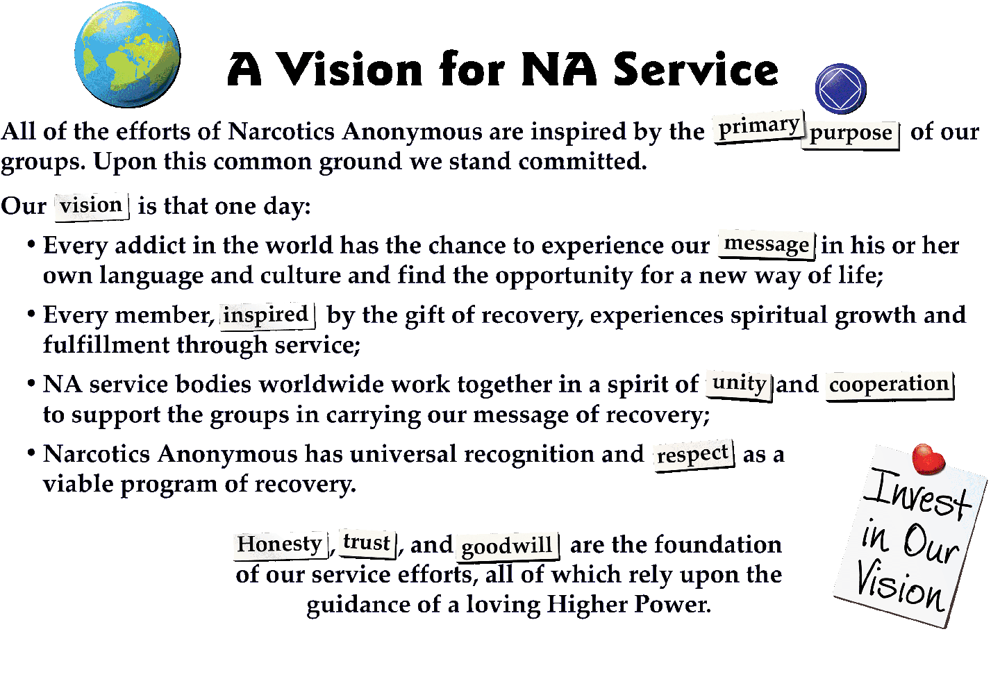 A Vision for NA Service
All of the efforts of Narcotics Anonymous are inspired by the primary purpose of our
groups. Upon this common ground we stand committed.
Our vision is that one day:
• Every addict in the world has the chance to experience our message in his or her
own language and culture and find the opportunity for a new way of life;
• Every member, inspired by the gift of recovery, experiences spiritual growth and
fulfillment through service;
• NA service bodies worldwide work together in a spirit of unity and cooperation
to support the groups in carrying our message of recovery;
• Narcotics Anonymous has universal recognition and respect as a
viable program of recovery.
Honesty, trust, and goodwill are the foundation
of our service efforts, all of which rely upon the
guidance of a loving Higher Power.
Invest
in Our
Vision